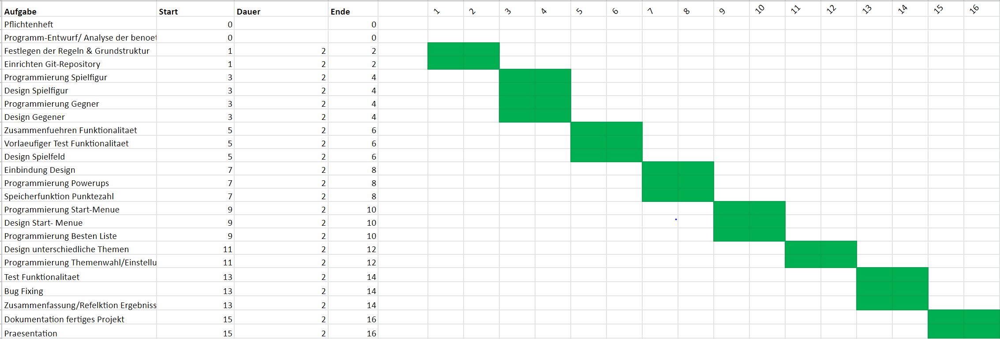 Aufgabe Start Dauer Ende 1 2 3 4 5 6 7 8 9 10 11 12 13 14 15 16
Pflichtenheft 0 0
Programm-Entwurf/ Analyse der benoet 0 0
Festlegen der Regeln & Grundstruktur 1 2 2
Einrichten Git-Repository 1 2 2
Programmierung Spielfigur 3 2 4
Design Spielfigur 3 2 4
Programmierung Gegner 3 2 4
Design Gegener 3 2 4
Zusammenfuehren Funktionalitaet 5 2 6
Vorlaeufiger Test Funktionalitaet 5 2 6
Design Spielfeld 5 2 6
Einbindung Design 7 2 8
Programmierung Powerups 7 2 8
Speicherfunktion Punktezahl 7 2 8
Programmierung Start-Menue 9 2 10
Design Start- Menue 9 2 10
Programmierung Besten Liste 9 2 10
Design unterschiedliche Themen 11 2 12
Programmierung Themenwahl/Einstellu 11 2 12
Test Funktionalitaet 13 2 14
Bug Fixing 13 2 14
Zusammenfassung/Refelktion Ergebniss 13 2 14
Dokumentation fertiges Projekt 15 2 16
Praesentation 15 2 16